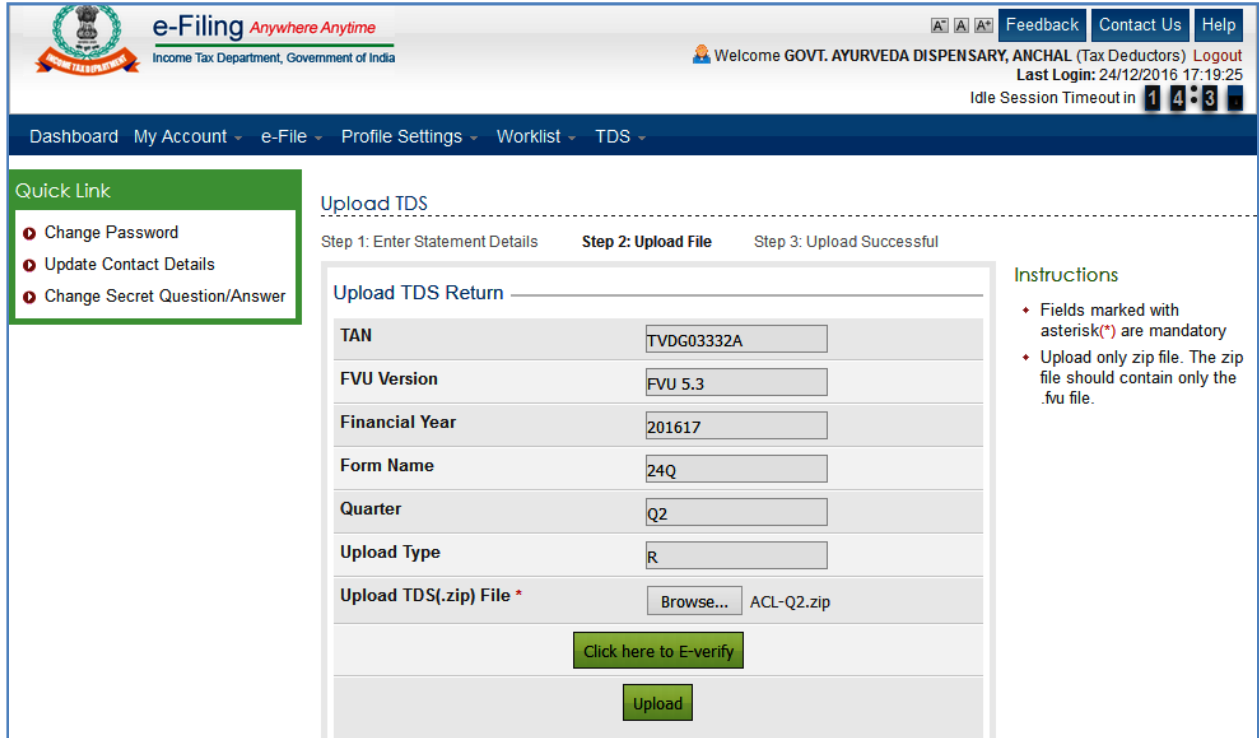 e-Filing Anywhere Anytime
Income Tax Department, Government of India
INCOME TAX DEPARTMENT
A- A A+ Feedback Contact Us Help
Welcome GOVT. AYURVEDA DISPENSARY, ANCHAL (Tax Deductors) Logout
Last Login: 24/12/2016 17:19:25
Idle Session Timeout in 1 4 : 3
Dashboard My Account e-File Profile Settings Worklist TDS
Quick Link
Change Password
Update Contact Details
Change Secret Question/Answer
Upload TDS
Step 1: Enter Statement Details Step 2: Upload File Step 3: Upload Successful
Upload TDS Return
TAN TVDG03332A
FVU Version FVU 5.3
Financial Year 201617
Form Name 24Q
Quarter Q2
Upload Type R
Upload TDS(.zip) File * Browse... ACL-Q2.zip
Click here to E-verify
Upload
Instructions
Fields marked with
asterisk(*) are mandatory
Upload only zip file. The zip
file should contain only the
.fvu file.